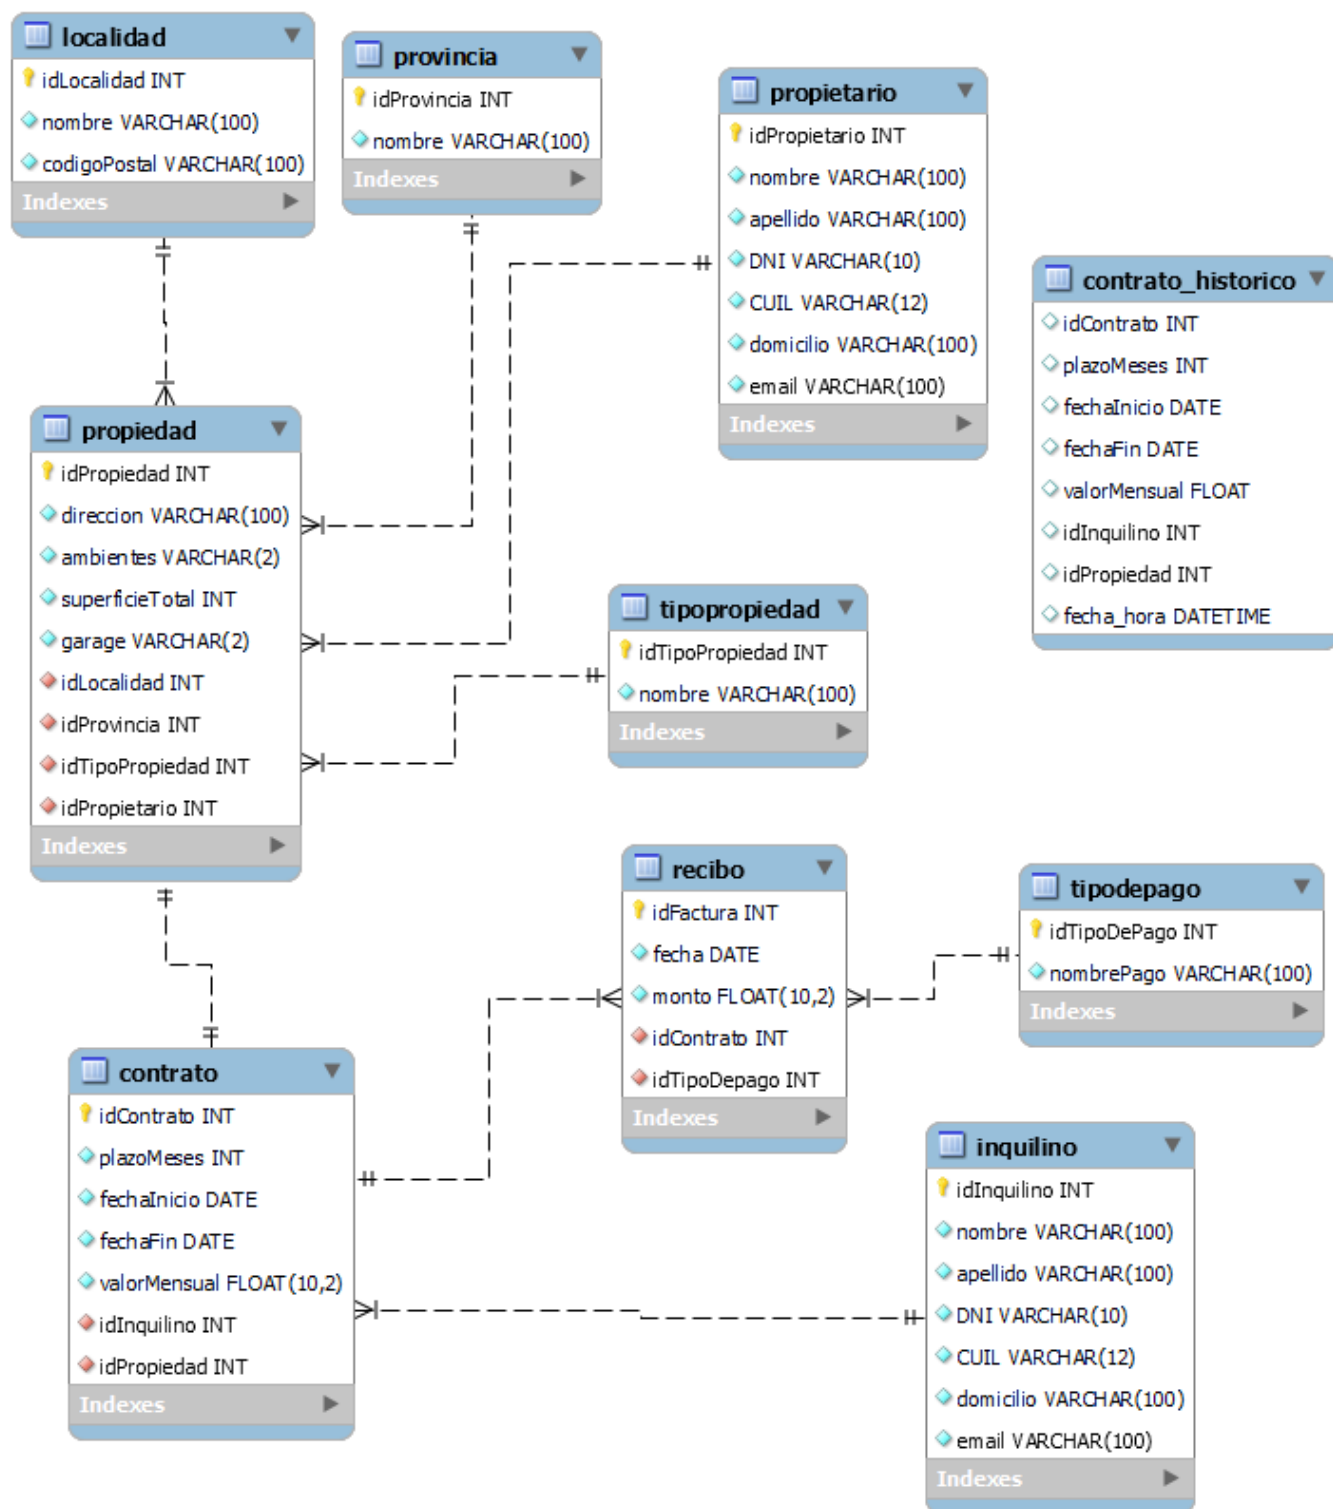 localidad
idLocalidad INT
nombre VARCHAR(100)
codigoPostal VARCHAR(100)
Indexes
provincia
idProvincia INT
nombre VARCHAR(100)
Indexes
propietario
idPropietario INT
nombre VARCHAR(100)
apellido VARCHAR(100)
DNI VARCHAR(10)
CUIL VARCHAR(12)
domicilio VARCHAR(100)
email VARCHAR(100)
Indexes
contrato_historico
idContrato INT
plazoMeses INT
fechaInicio DATE
fechaFin DATE
valorMensual FLOAT
idInquilino INT
idPropiedad INT
fecha_hora DATETIME
propiedad
idPropiedad INT
direccion VARCHAR(100)
ambientes VARCHAR(2)
superficieTotal INT
garage VARCHAR(2)
idLocalidad INT
idProvincia INT
idTipoPropiedad INT
idPropietario INT
Indexes
tipopropiedad
idTipoPropiedad INT
nombre VARCHAR(100)
Indexes
recibo
idFactura INT
fecha DATE
monto FLOAT(10,2)
idContrato INT
idTipoDepago INT
Indexes
tipodepago
idTipoDePago INT
nombrePago VARCHAR(100)
Indexes
contrato
idContrato INT
plazoMeses INT
fechaInicio DATE
fechaFin DATE
valorMensual FLOAT(10,2)
idInquilino INT
idPropiedad INT
Indexes
inquilino
idInquilino INT
nombre VARCHAR(100)
apellido VARCHAR(100)
DNI VARCHAR(10)
CUIL VARCHAR(12)
domicilio VARCHAR(100)
email VARCHAR(100)
Indexes